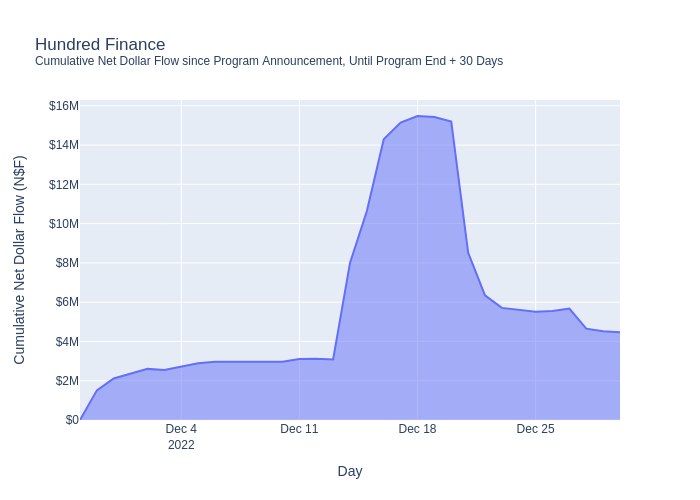 Hundred Finance
Cumulative Net Dollar Flow since Program Announcement, Until Program End + 30 Days
Cumulative Net Dollar Flow (N$F)
$16M
$14M
$12M
$10M
$8M
$6M
$4M
$2M
$0
Dec 4
2022
Dec 11
Dec 18
Dec 25
Day